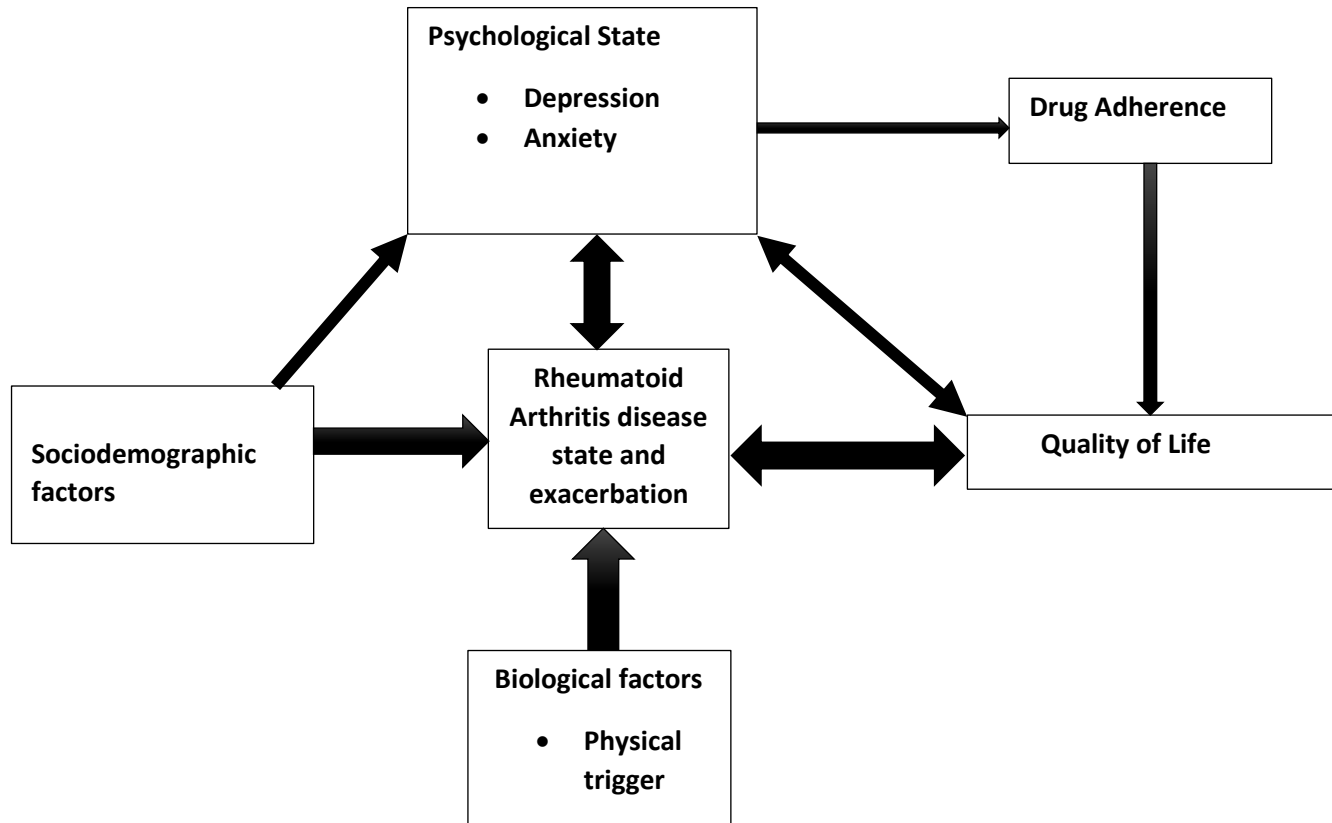 Psychological State
• Depression
• Anxiety
Drug Adherence
Sociodemographic
factors
Rheumatoid
Arthritis disease
state and
exacerbation
Quality of Life
Biological factors
• Physical
trigger